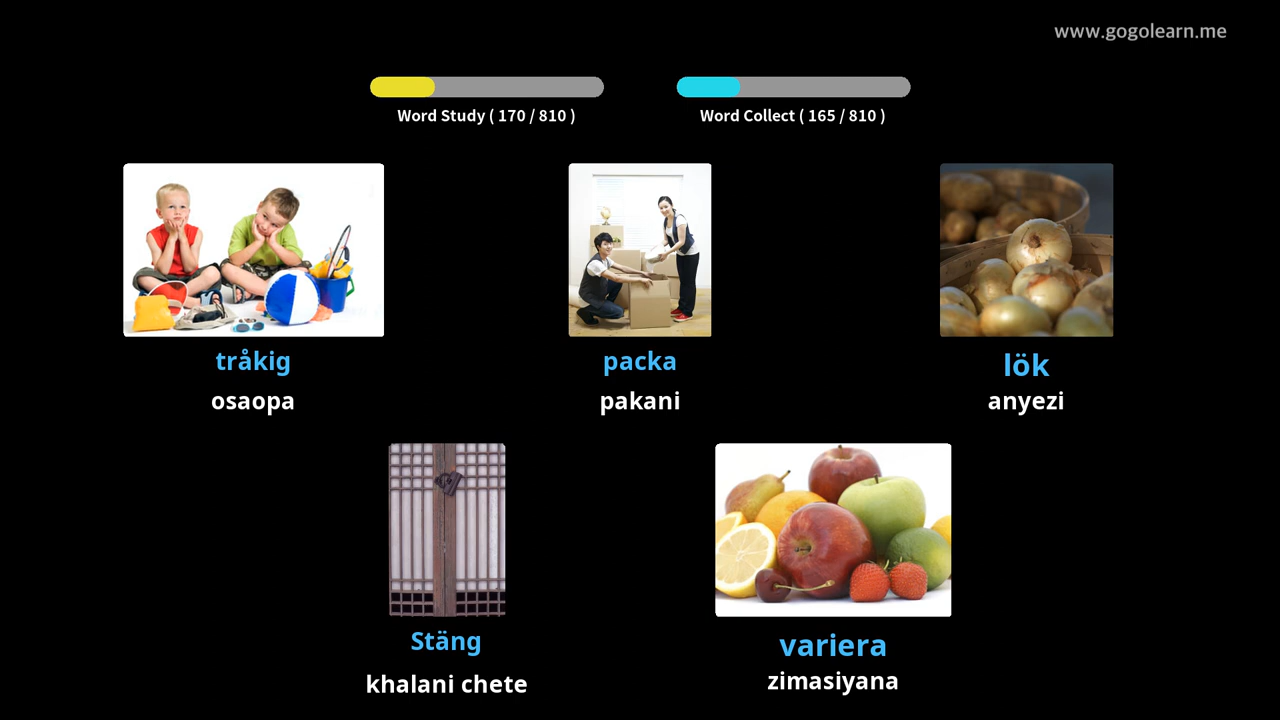 www.gogolearn.me
Word Study ( 170 / 810 )
Word Collect ( 165 / 810 )
tråkig
osaopa
packa
pakani
lök
anyezi
Stäng
khalani chete
variera
zimasiyana